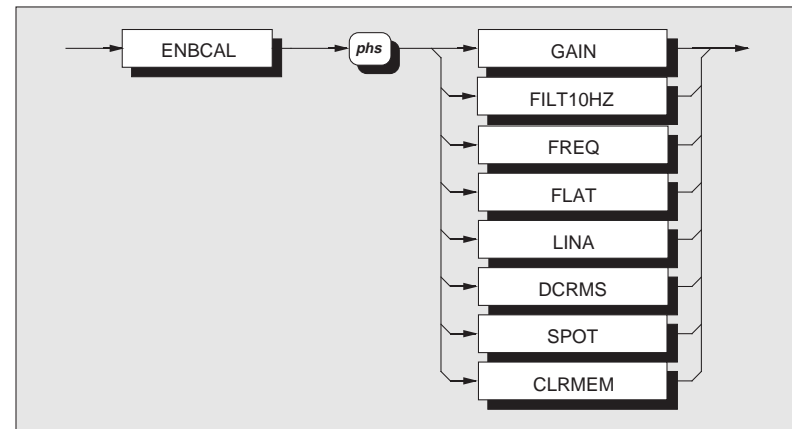 ENBCAL phs GAIN
FILT10HZ
FREQ
FLAT
LINA
DCRMS
SPOT
CLRMEM